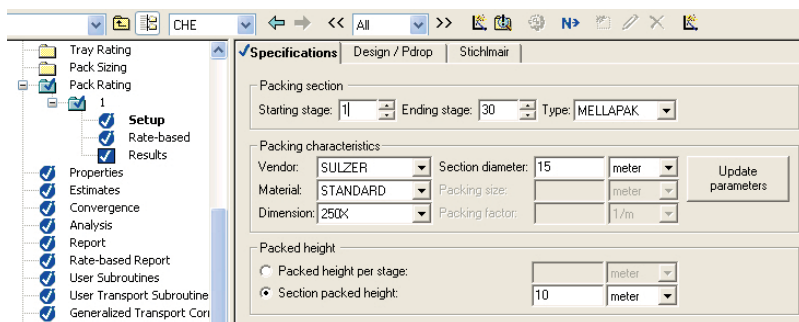 CHE << All >> N>
Tray Rating
Pack Sizing
Pack Rating
1
Setup
Rate-based
Results
Properties
Estimates
Convergence
Analysis
Report
Rate-based Report
User Subroutines
User Transport Subroutine
Generalized Transport Corr
Specifications Design / Pdrop Stichlmair
Packing section
Starting stage: 1 Ending stage: 30 Type: MELLAPAK
Packing characteristics
Vendor: SULZER Section diameter: 15 meter
Material: STANDARD Packing size: meter
Dimension: 250X Packing factor: 1/m
Update
parameters
Packed height
Packed height per stage: meter
Section packed height: 10 meter